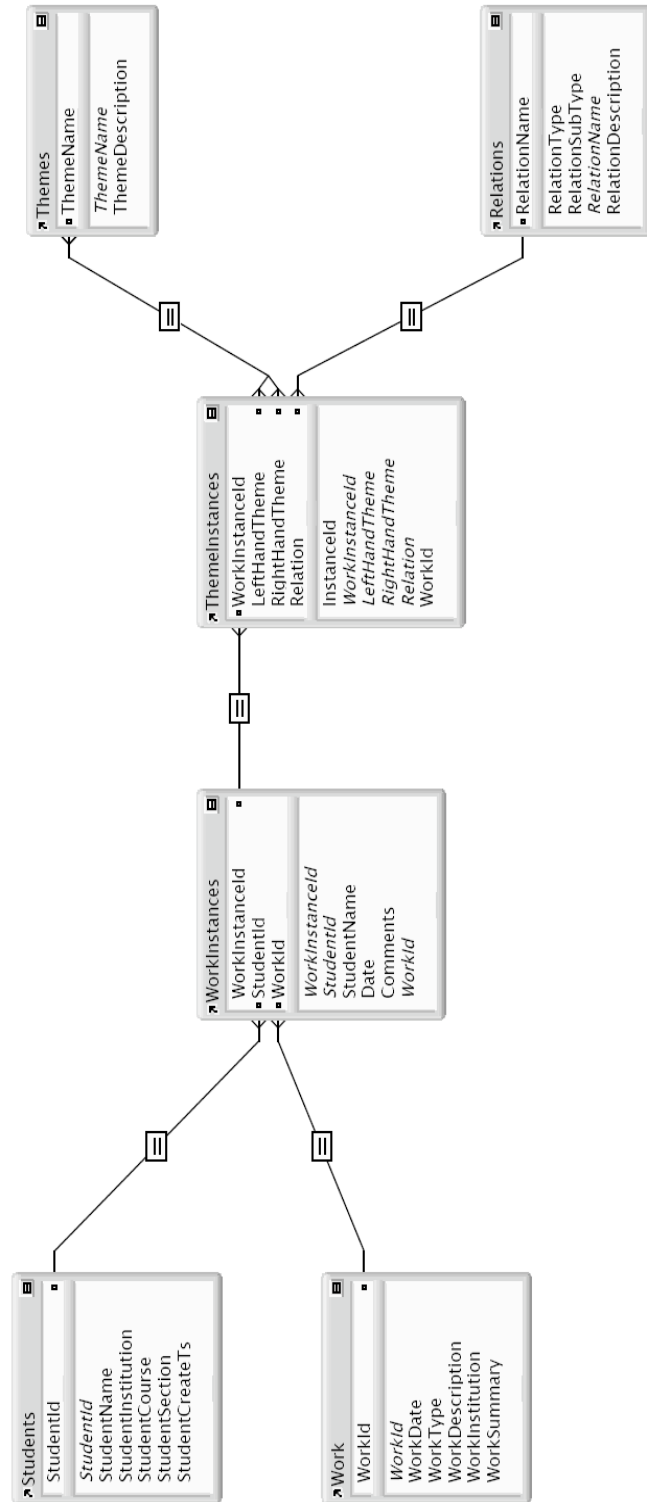 Students
StudentId
StudentId
StudentName
StudentInstitution
StudentCourse
StudentSection
StudentCreateTs
Work
WorkId
WorkId
WorkDate
WorkType
WorkDescription
WorkInstitution
WorkSummary
WorkInstances
WorkInstanceId
StudentId
WorkId
WorkInstanceId
StudentId
StudentName
Date
Comments
WorkId
ThemeInstances
WorkInstanceId
LeftHandTheme
RightHandTheme
Relation
InstanceId
WorkInstanceId
LeftHandTheme
RightHandTheme
Relation
WorkId
Themes
ThemeName
ThemeName
ThemeDescription
Relations
RelationName
RelationType
RelationSubType
RelationName
RelationDescription